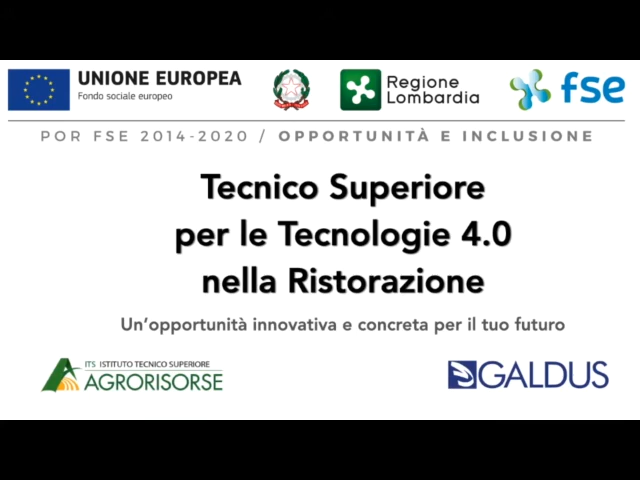 UNIONE EUROPEA
Fondo sociale europeo
Regione
Lombardia
fse
POR FSE 2014-2020 / OPPORTUNITÀ E INCLUSIONE
Tecnico Superiore
per le Tecnologie 4.0
nella Ristorazione
Un'opportunità innovativa e concreta per il tuo futuro
ITS ISTITUTO TECNICO SUPERIORE
AGRORISORSE
GALDUS